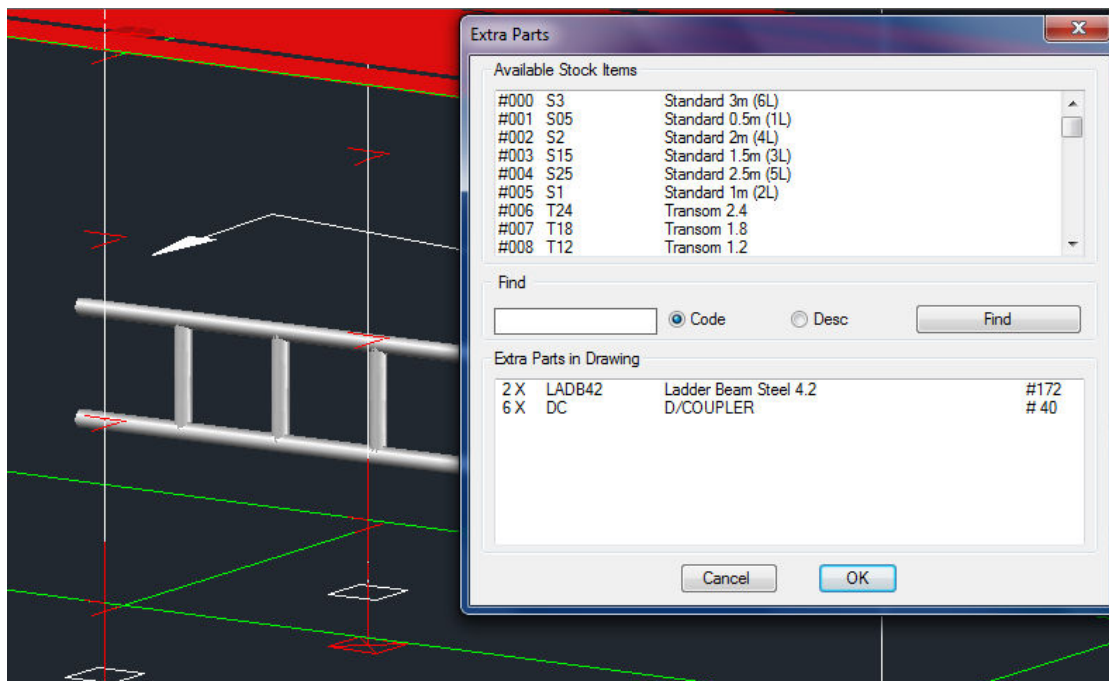 Extra Parts
Available Stock Items
#000 S3 Standard 3m (6L)
#001 S05 Standard 0.5m (1L)
#002 S2 Standard 2m (4L)
#003 S15 Standard 1.5m (3L)
#004 S25 Standard 2.5m (5L)
#005 S1 Standard 1m (2L)
#006 T24 Transom 2.4
#007 T18 Transom 1.8
#008 T12 Transom 1.2
Find
Code Desc Find
Extra Parts in Drawing
2 X LADB42 Ladder Beam Steel 4.2 #172
6 X DC D/COUPLER # 40
Cancel OK